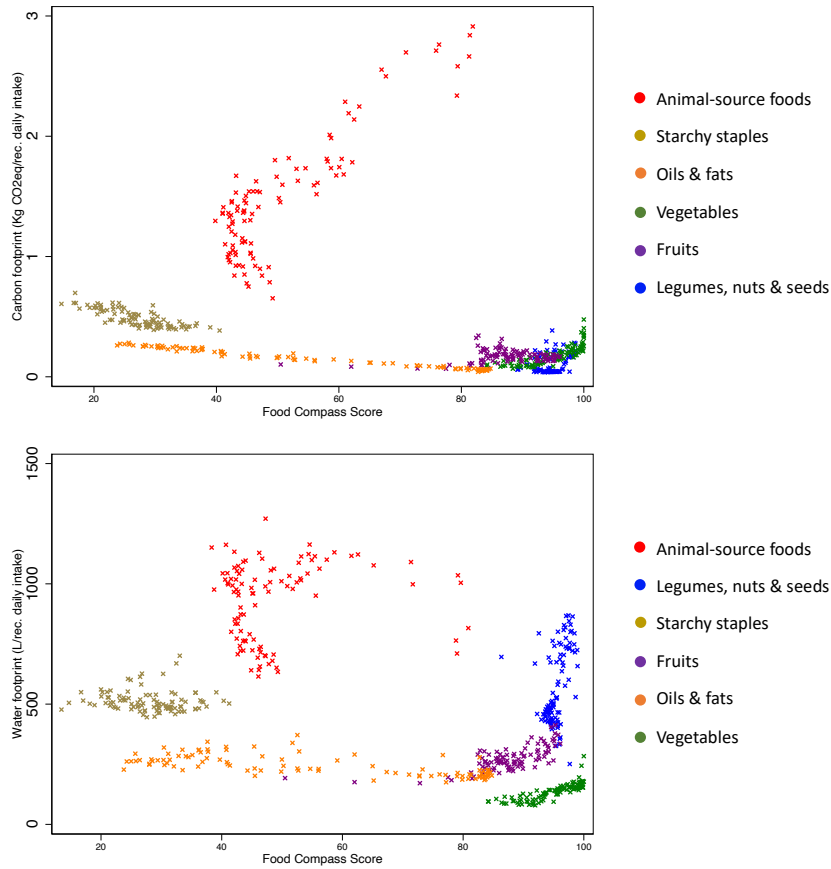 3
2
1
0
Carbon footprint (Kg CO2eq/rec. daily intake)
20
40
60
80
100
Food Compass Score
Animal-source foods
Starchy staples
Oils & fats
Vegetables
Fruits
Legumes, nuts & seeds
1500
1000
500
0
Water footprint (L/rec. daily intake)
20
40
60
80
100
Food Compass Score
Animal-source foods
Legumes, nuts & seeds
Starchy staples
Fruits
Oils & fats
Vegetables